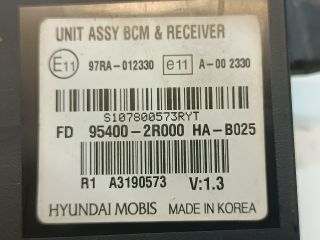 UNIT ASSY BCM & RECEIVER
E11 97RA-012330 e11 A-00 2330
S107800573RYT
FD 95400-2R000 HA-B025
R1 A3190573 V:1.3
HYUNDAI MOBIS MADE IN KOREA